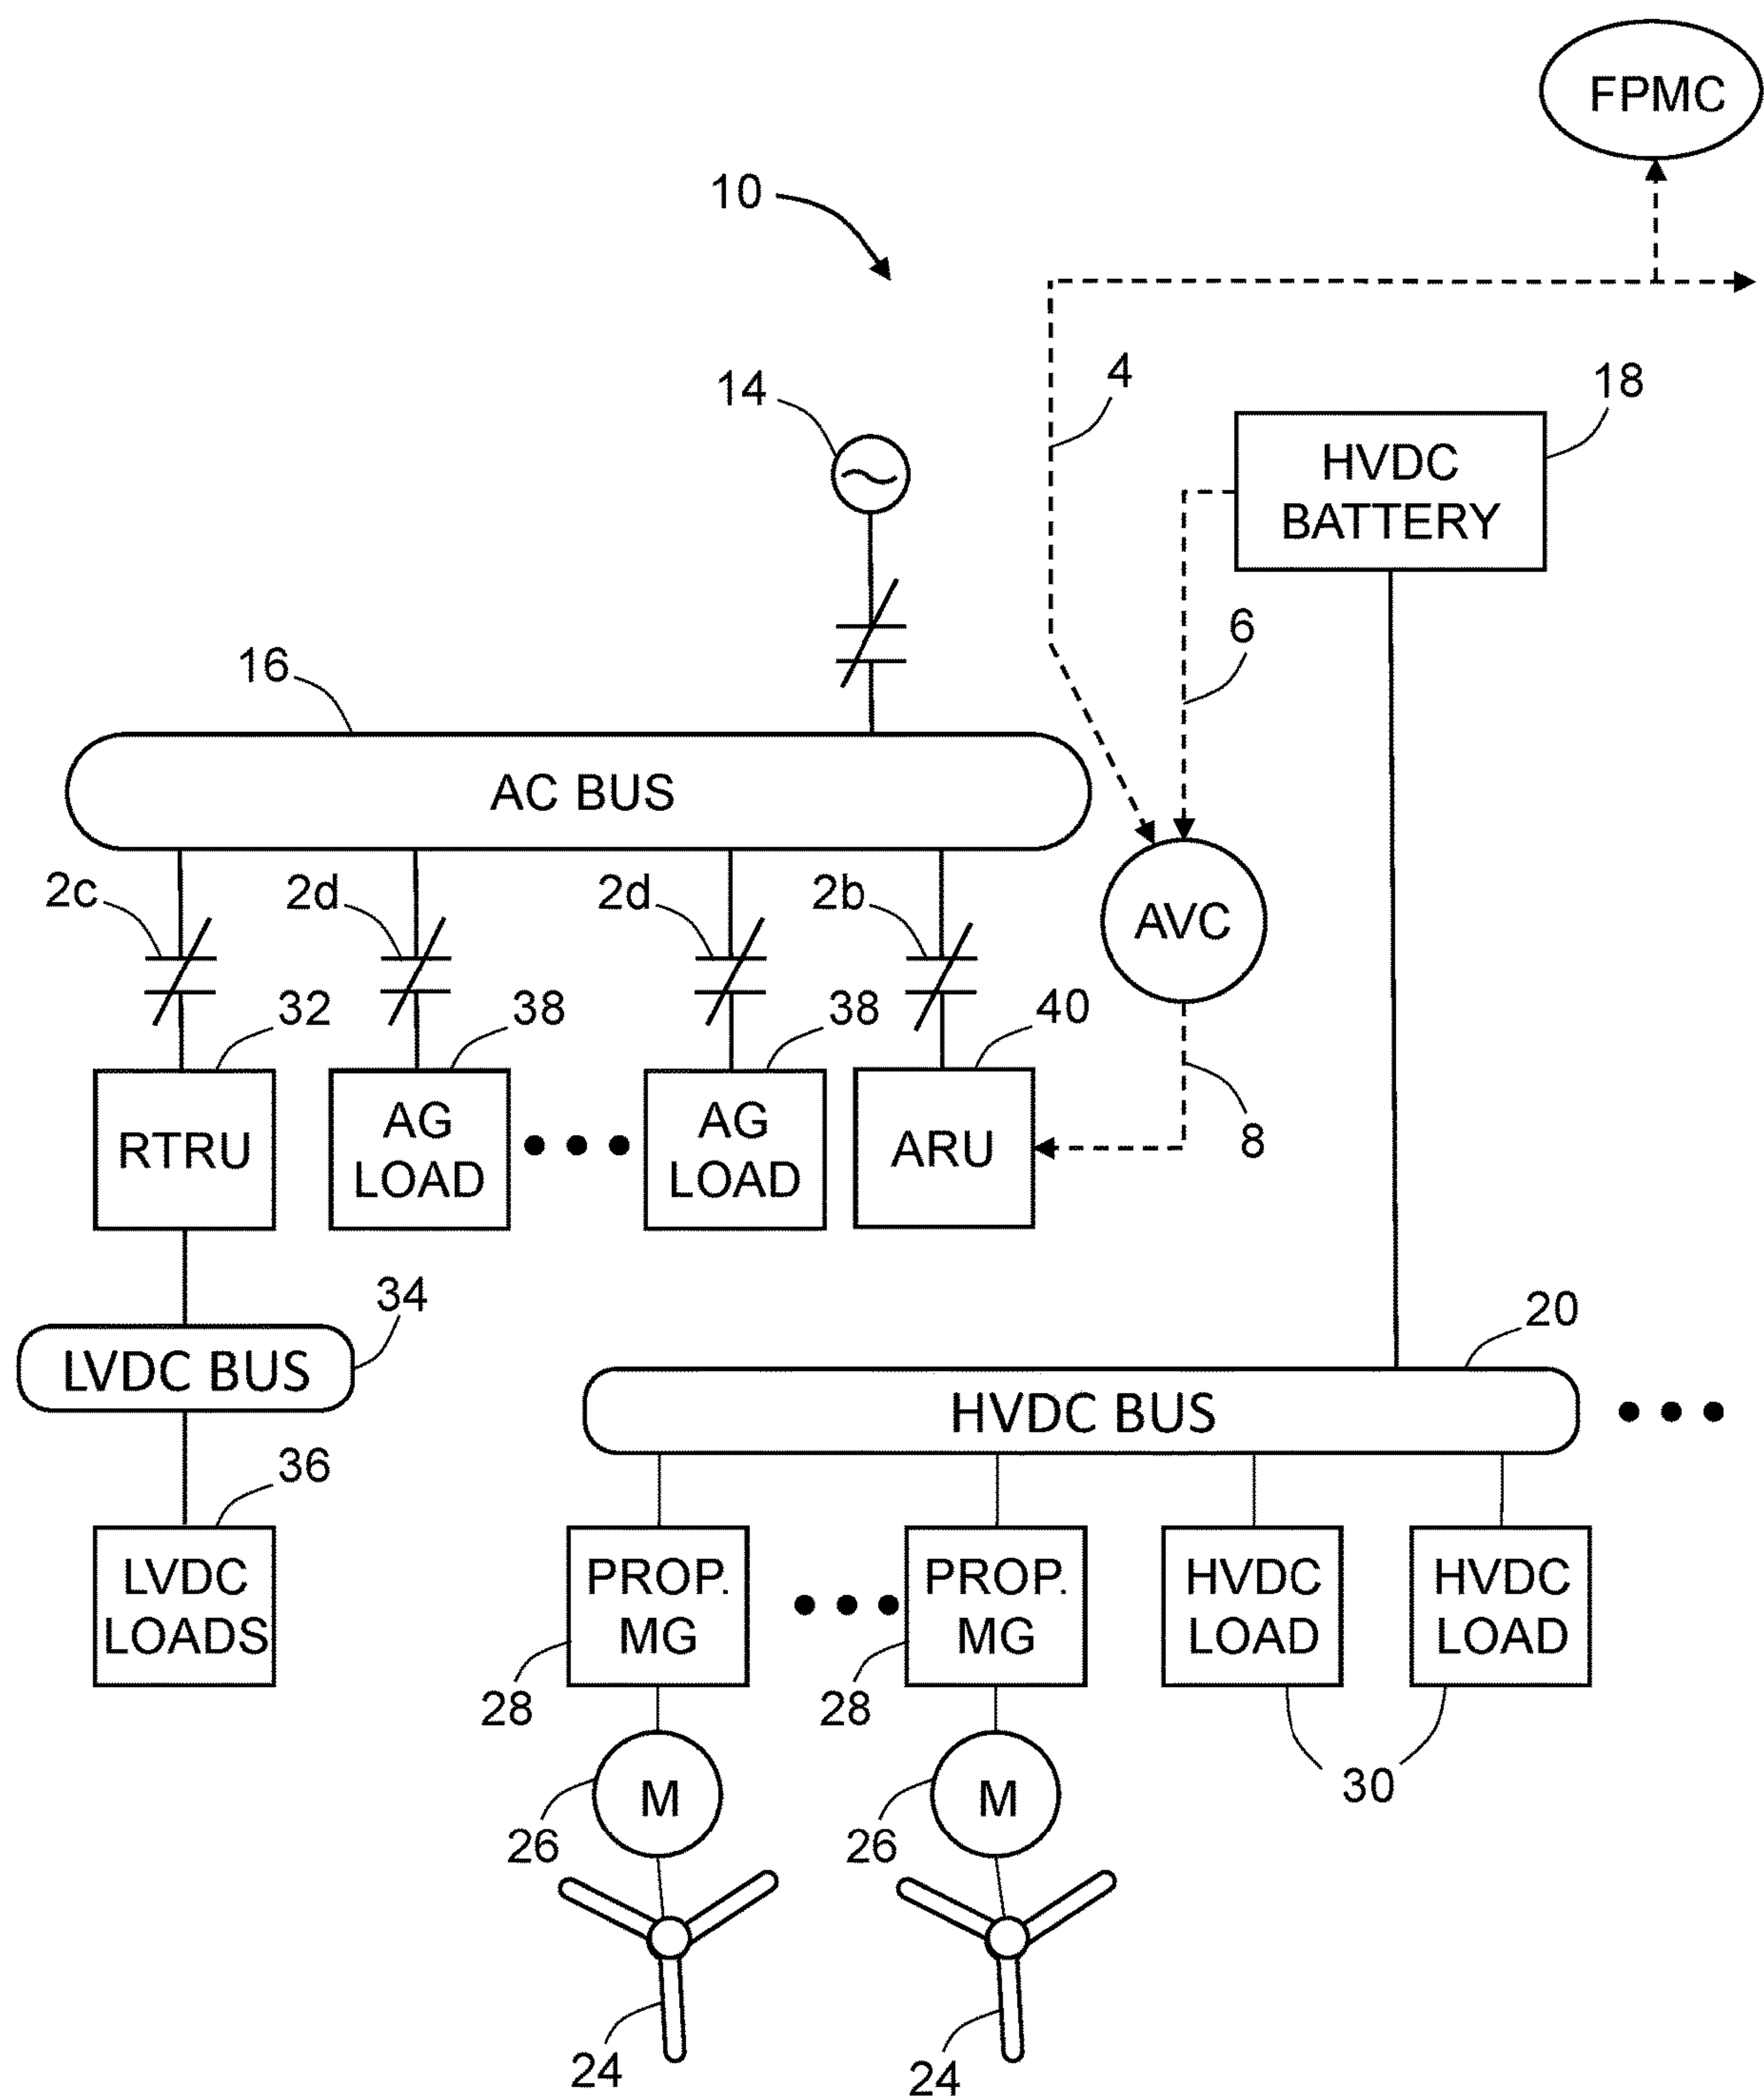 FPMC
10
14
4
18
HVDC
BATTERY
6
16
AC BUS
2c
2d
2d
2b
AVC
32
38
38
40
RTRU
AG
LOAD
AG
LOAD
ARU
8
34
LVDC BUS
20
HVDC BUS
36
LVDC
LOADS
PROP.
MG
PROP.
MG
HVDC
LOAD
HVDC
LOAD
28
28
30
M
M
26
26
24
24